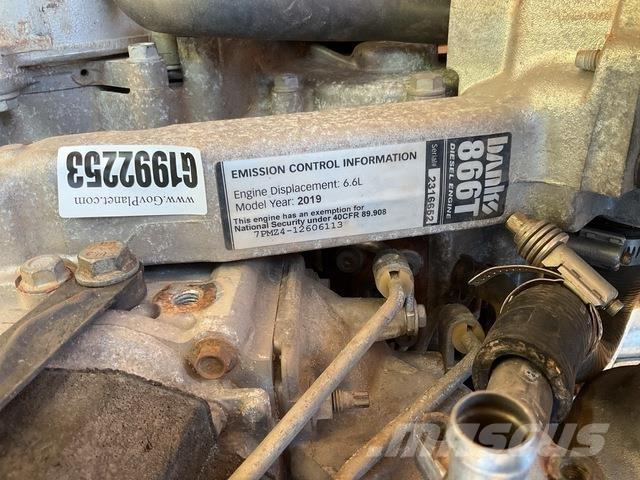 G1992253
www.GovPlanet.com
EMISSION CONTROL INFORMATION
Engine Displacement: 6.6L
Model Year: 2019
This engine has an exemption for
National Security under 40CFR 89.908
7PMZ4-12606113
Serial#
2316652
banks
866T
DIESEL ENGINE
mascus